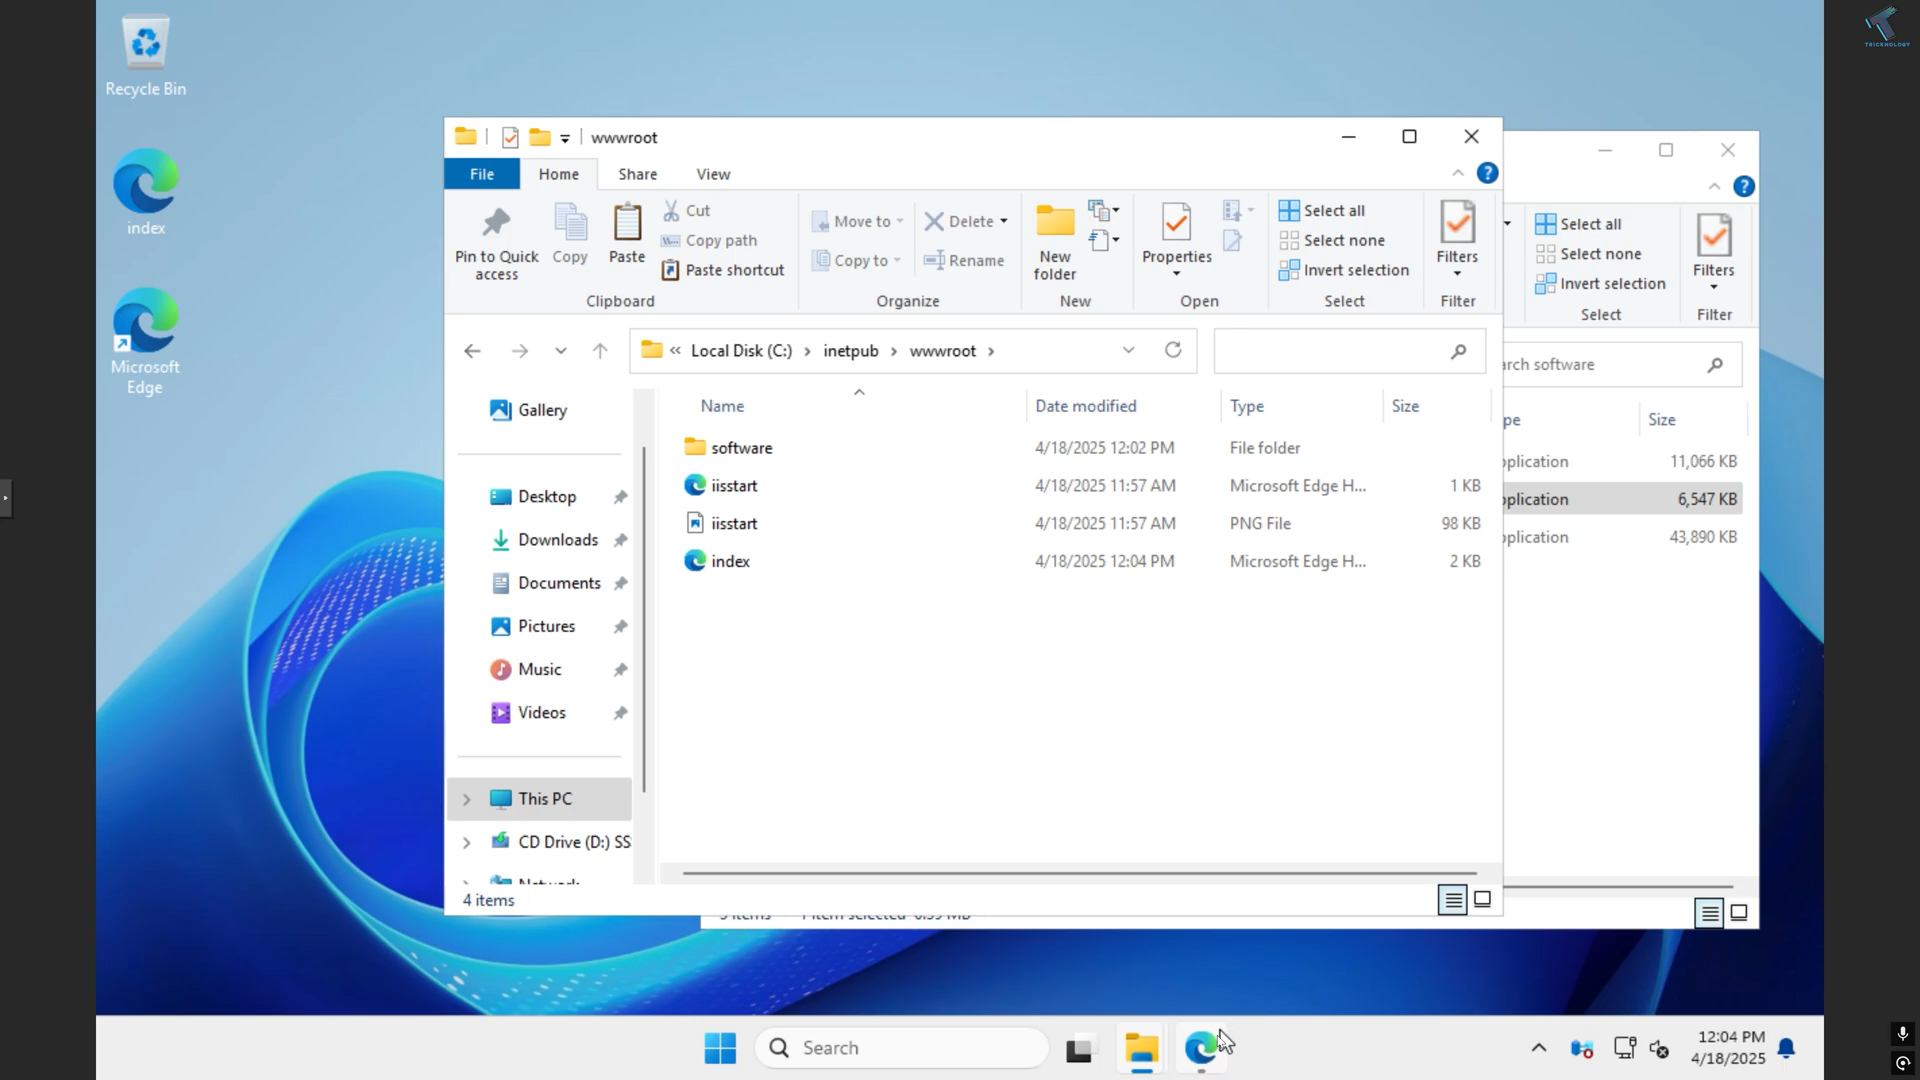 TRICKNOLOGY
Recycle Bin
index
Microsoft
Edge
wwwroot
File Home Share View
Pin to Quick
access
Copy
Paste
Cut
Copy path
Paste shortcut
Clipboard
Move to
Copy to
Delete
Rename
Organize
New
folder
New
Properties
Open
Select all
Select none
Invert selection
Select
Filters
Filter
Select all
Select none
Invert selection
Select
Filters
Filter
Local Disk (C:) inetpub wwwroot
software
Gallery
Desktop
Downloads
Documents
Pictures
Music
Videos
This PC
CD Drive (D:) SS
Name Date modified Type Size
software 4/18/2025 12:02 PM File folder
iisstart 4/18/2025 11:57 AM Microsoft Edge H... 1 KB
iisstart 4/18/2025 11:57 AM PNG File 98 KB
index 4/18/2025 12:04 PM Microsoft Edge H... 2 KB
Size
11,066 KB
6,547 KB
43,890 KB
4 items
Search
12:04 PM
4/18/2025